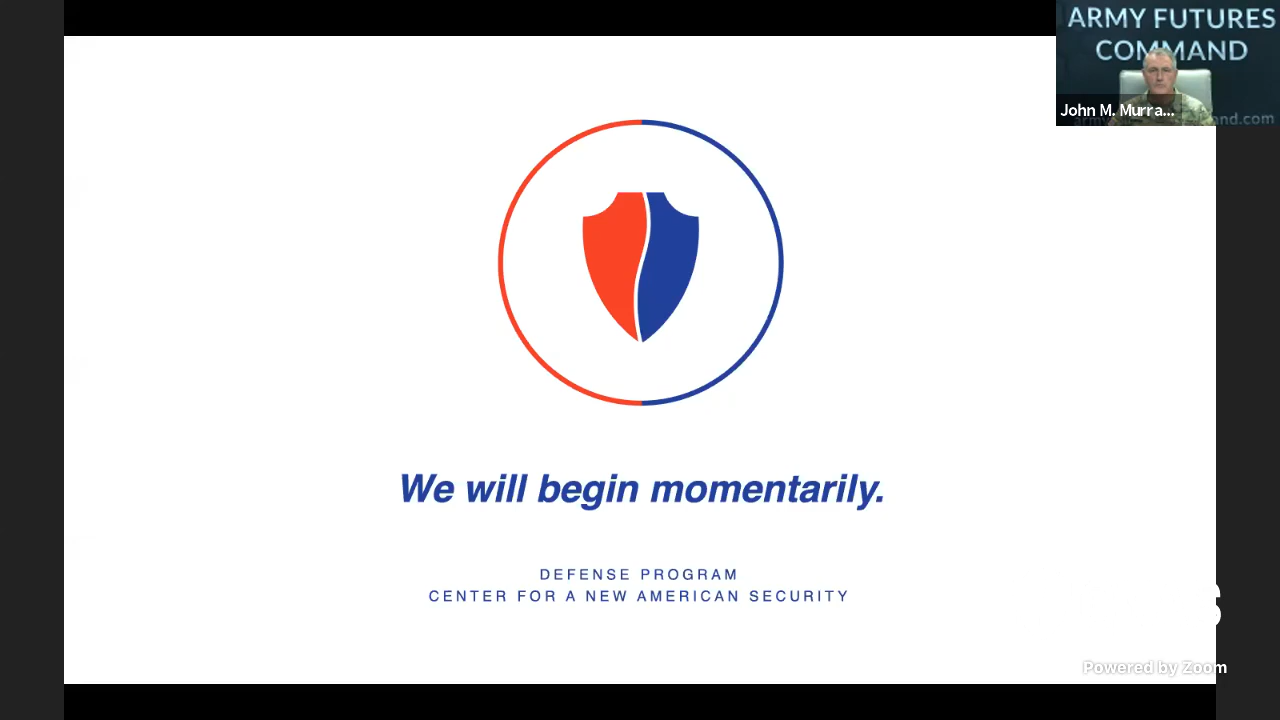 ARMY FUTURES
COMMAND
John M. Murra...
We will begin momentarily.
DEFENSE PROGRAM
CENTER FOR A NEW AMERICAN SECURITY
Powered by Zoom